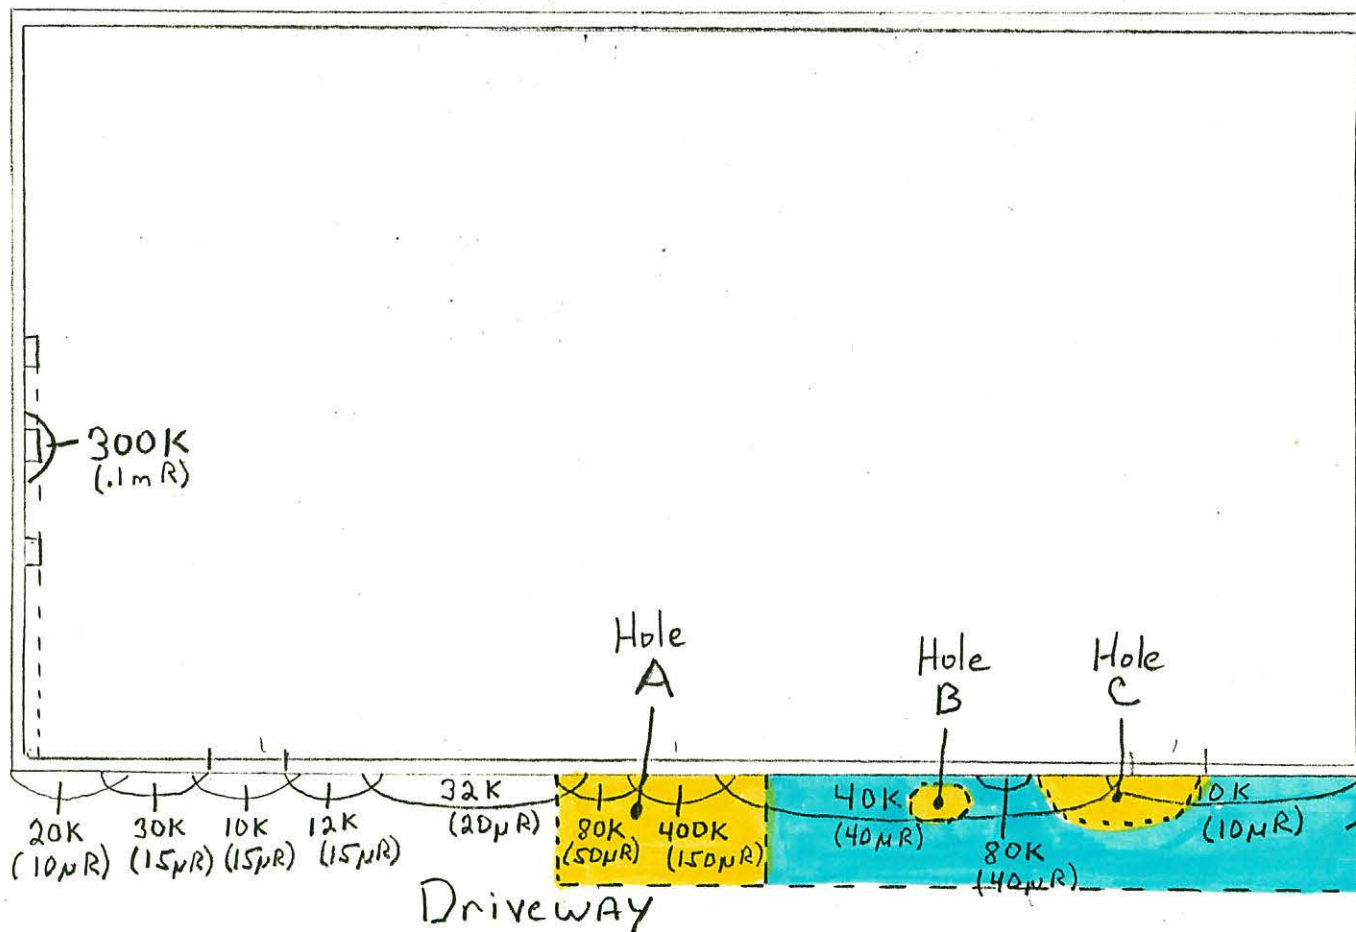 300K
(.1mR)
Hole
A
Hole
B
Hole
C
20K
(10μR)
30K
(15μR)
10K
(15μR)
12K
(15μR)
32K
(20μR)
80K
(50μR)
400K
(150μR)
40K
(40μR)
80K
(40μR)
10K
(10μR)
Driveway